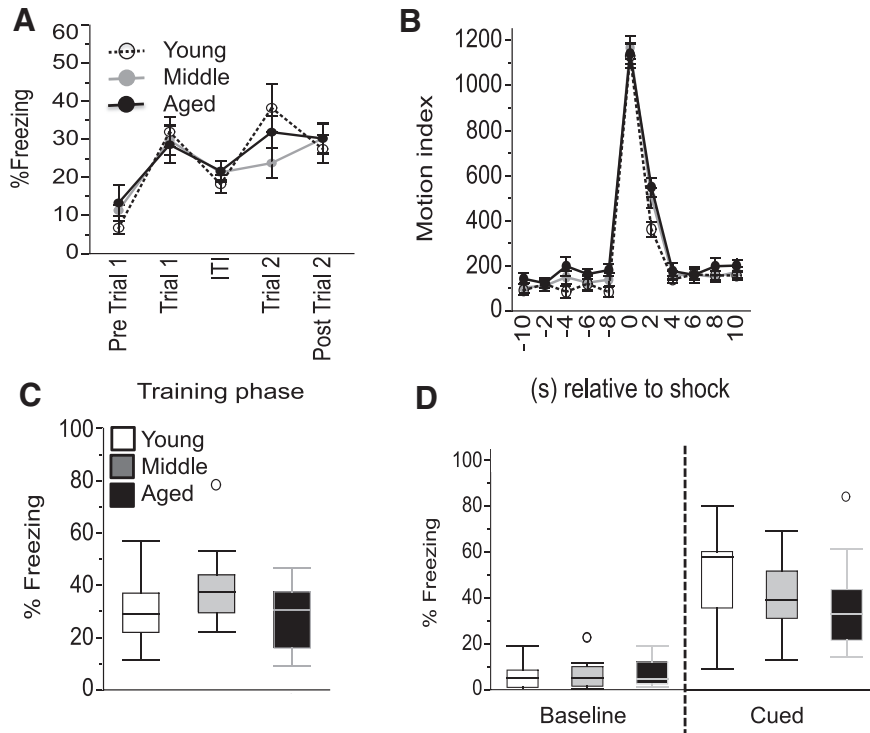 A
60
50
40
30
20
10
0
%Freezing
Young
Middle
Aged
Pre Trial 1
Trial 1
ITI
Trial 2
Post Trial 2
Training phase
B
1200
1000
800
600
400
200
0
Motion index
-10
-2
-4
-6
-8
0
2
4
6
8
10
(s) relative to shock
C
100
80
60
40
20
0
% Freezing
Young
Middle
Aged
D
100
80
60
40
20
0
% Freezing
Baseline
Cued